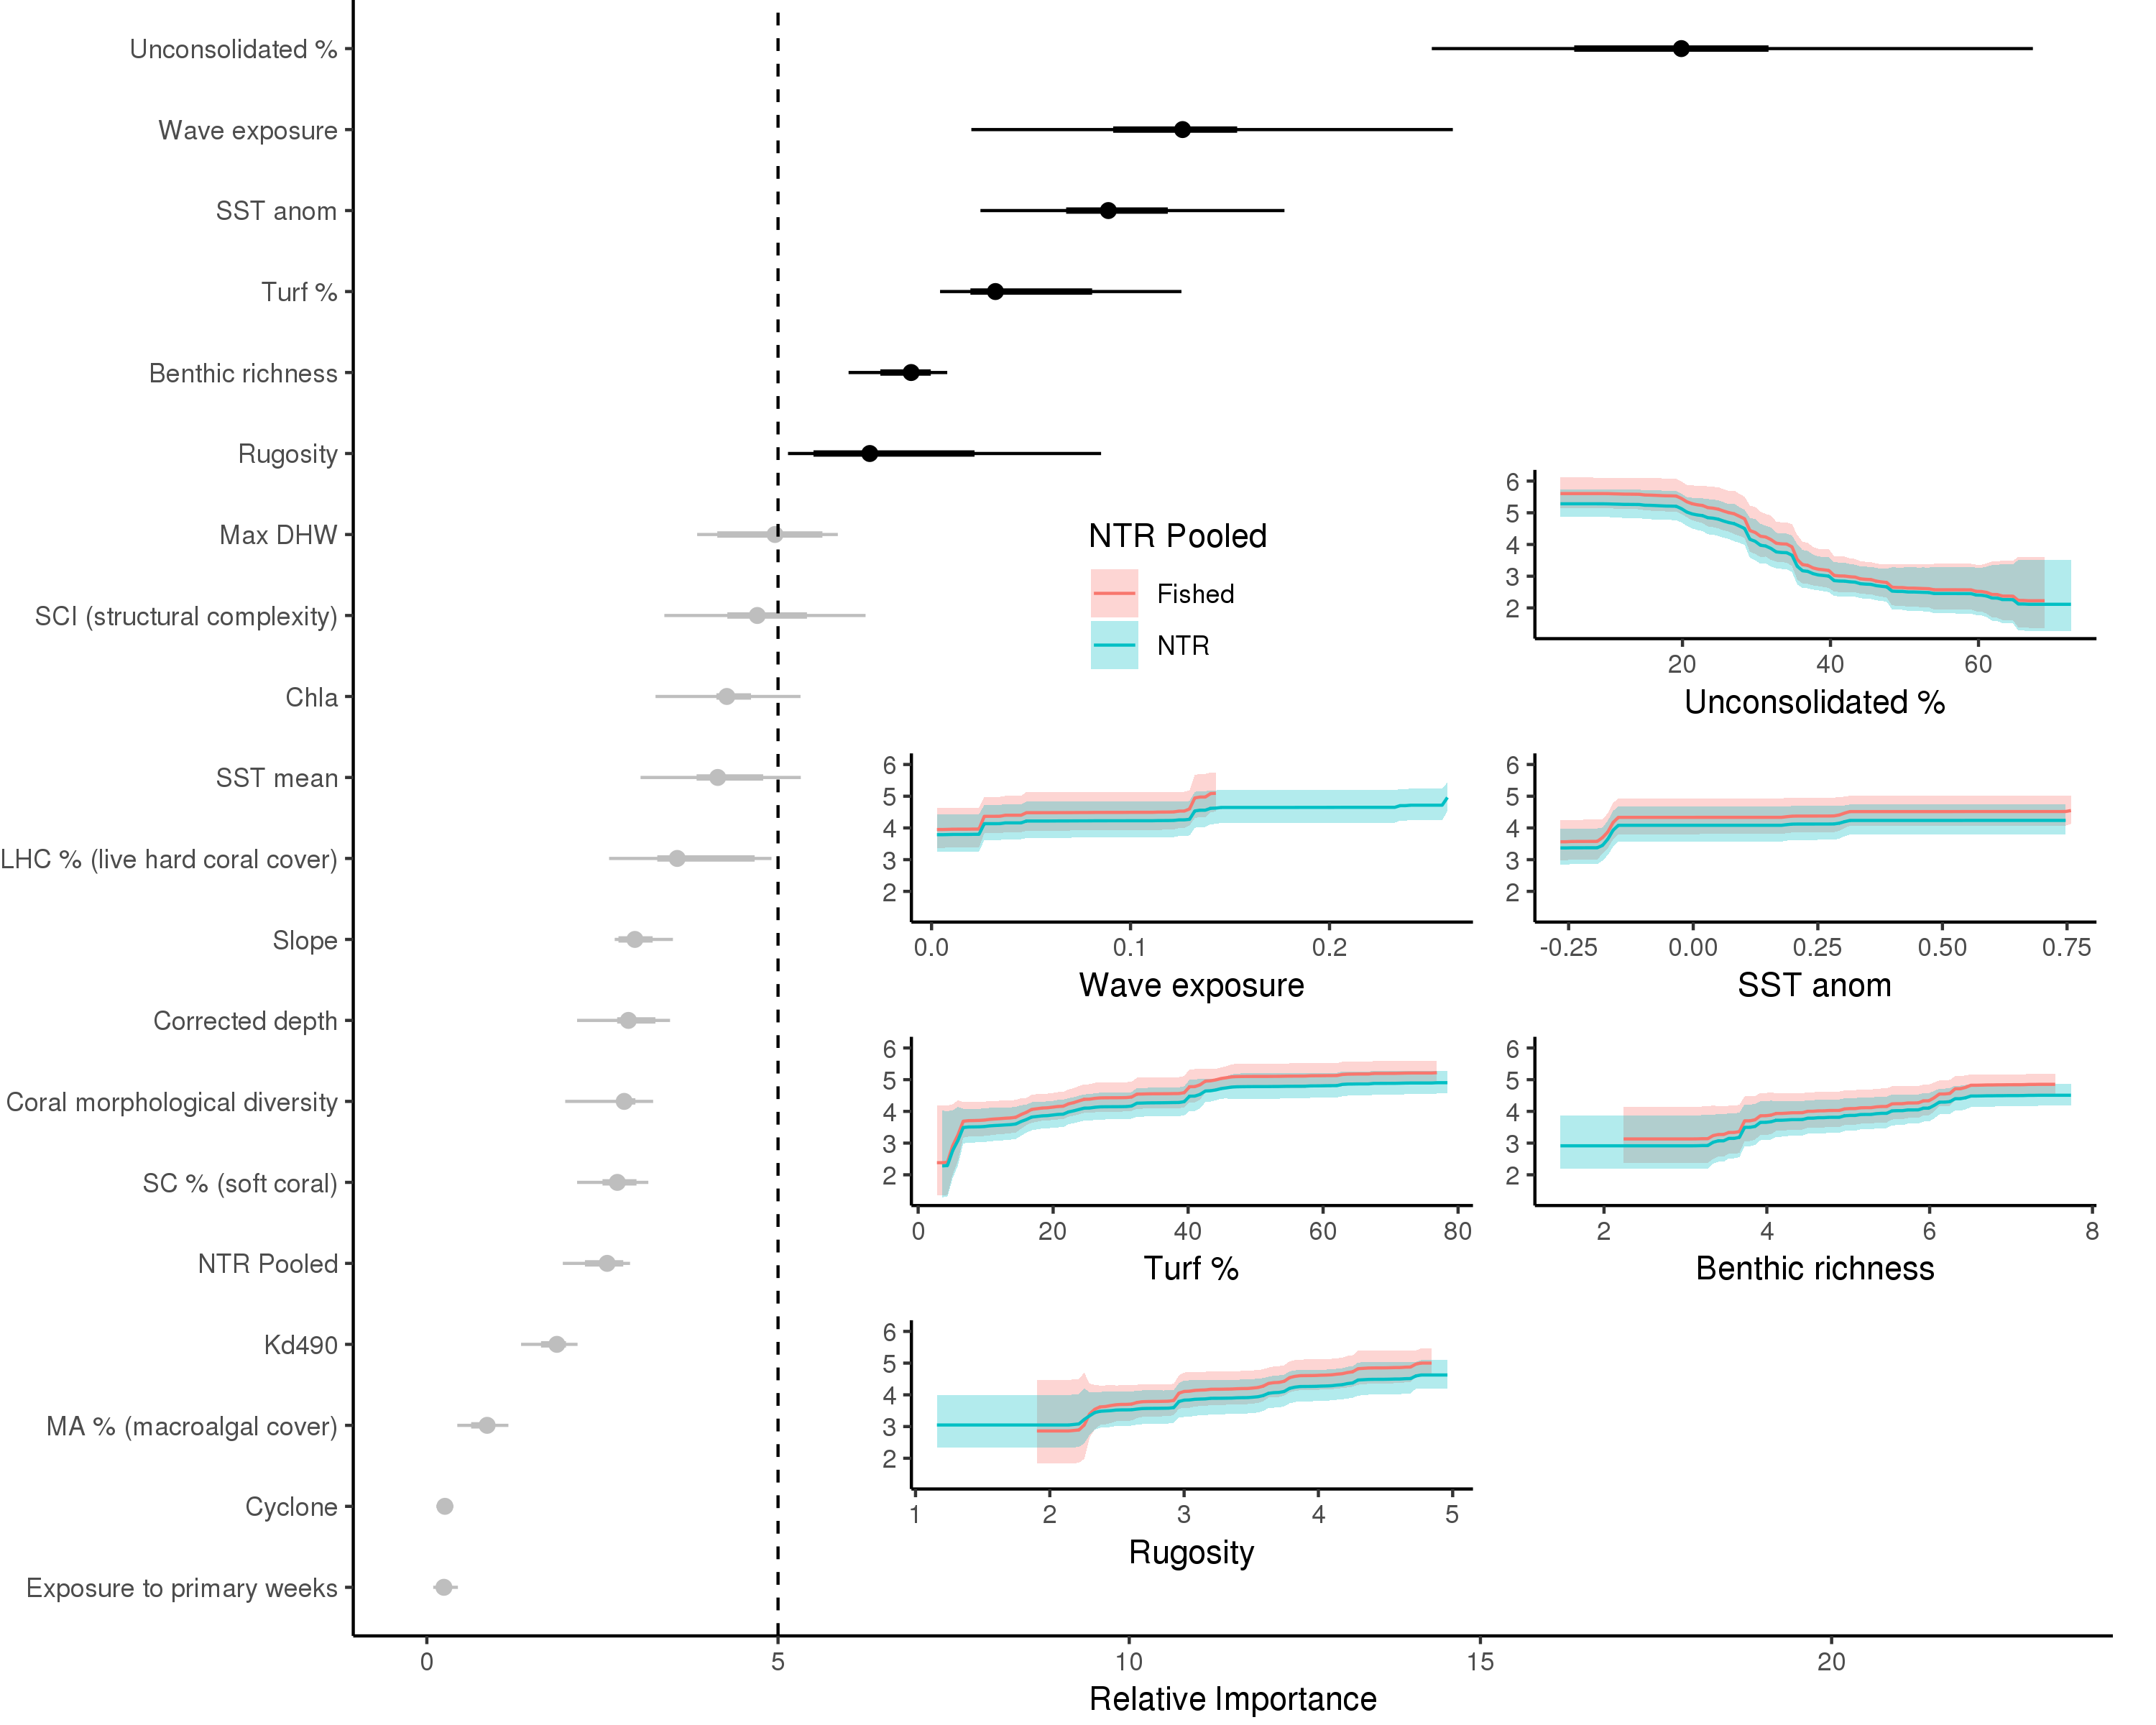 Unconsolidated %
Wave exposure
SST anom
Turf %
Benthic richness
Rugosity
Max DHW
SCI (structural complexity)
Chla
SST mean
LHC % (live hard coral cover)
Slope
Corrected depth
Coral morphological diversity
SC % (soft coral)
NTR Pooled
Kd490
MA % (macroalgal cover)
Cyclone
Exposure to primary weeks
0 5 10 15 20
Relative Importance
NTR Pooled
Fished
NTR
6
5
4
3
2
20 40 60
Unconsolidated %
6
5
4
3
2
0.0 0.1 0.2
Wave exposure
6
5
4
3
2
-0.25 0.00 0.25 0.50 0.75
SST anom
6
5
4
3
2
0 20 40 60 80
Turf %
6
5
4
3
2
2 4 6 8
Benthic richness
6
5
4
3
2
1 2 3 4 5
Rugosity